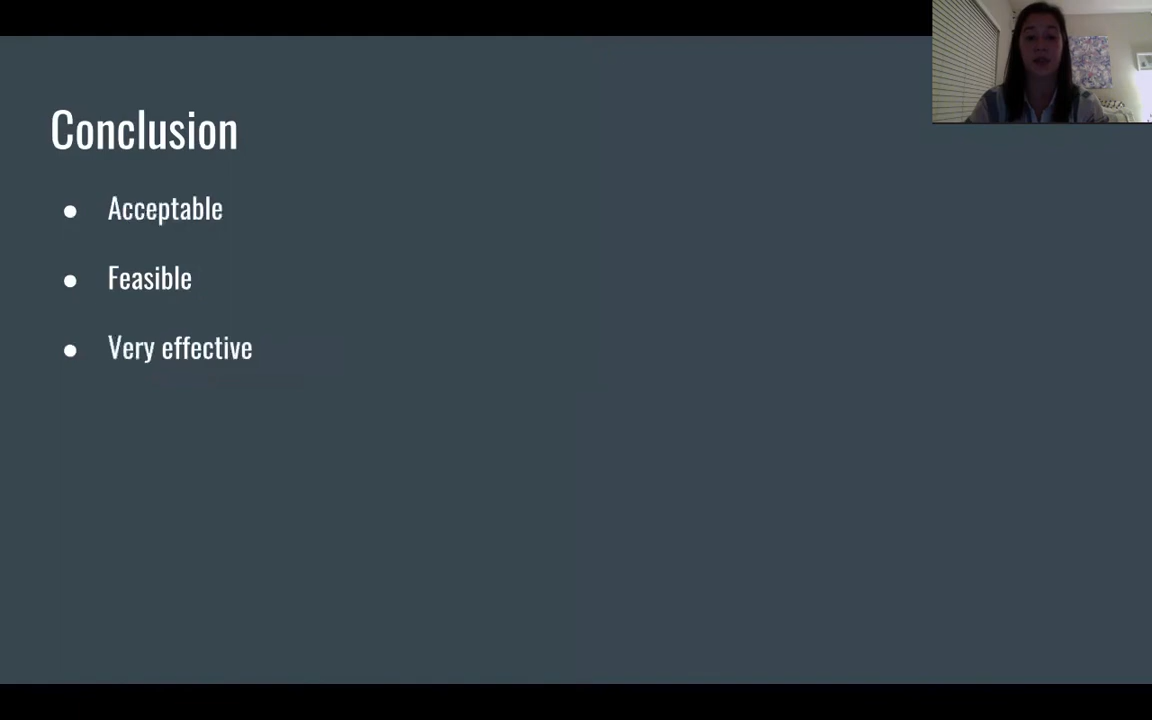 Conclusion
● Acceptable
● Feasible
● Very effective